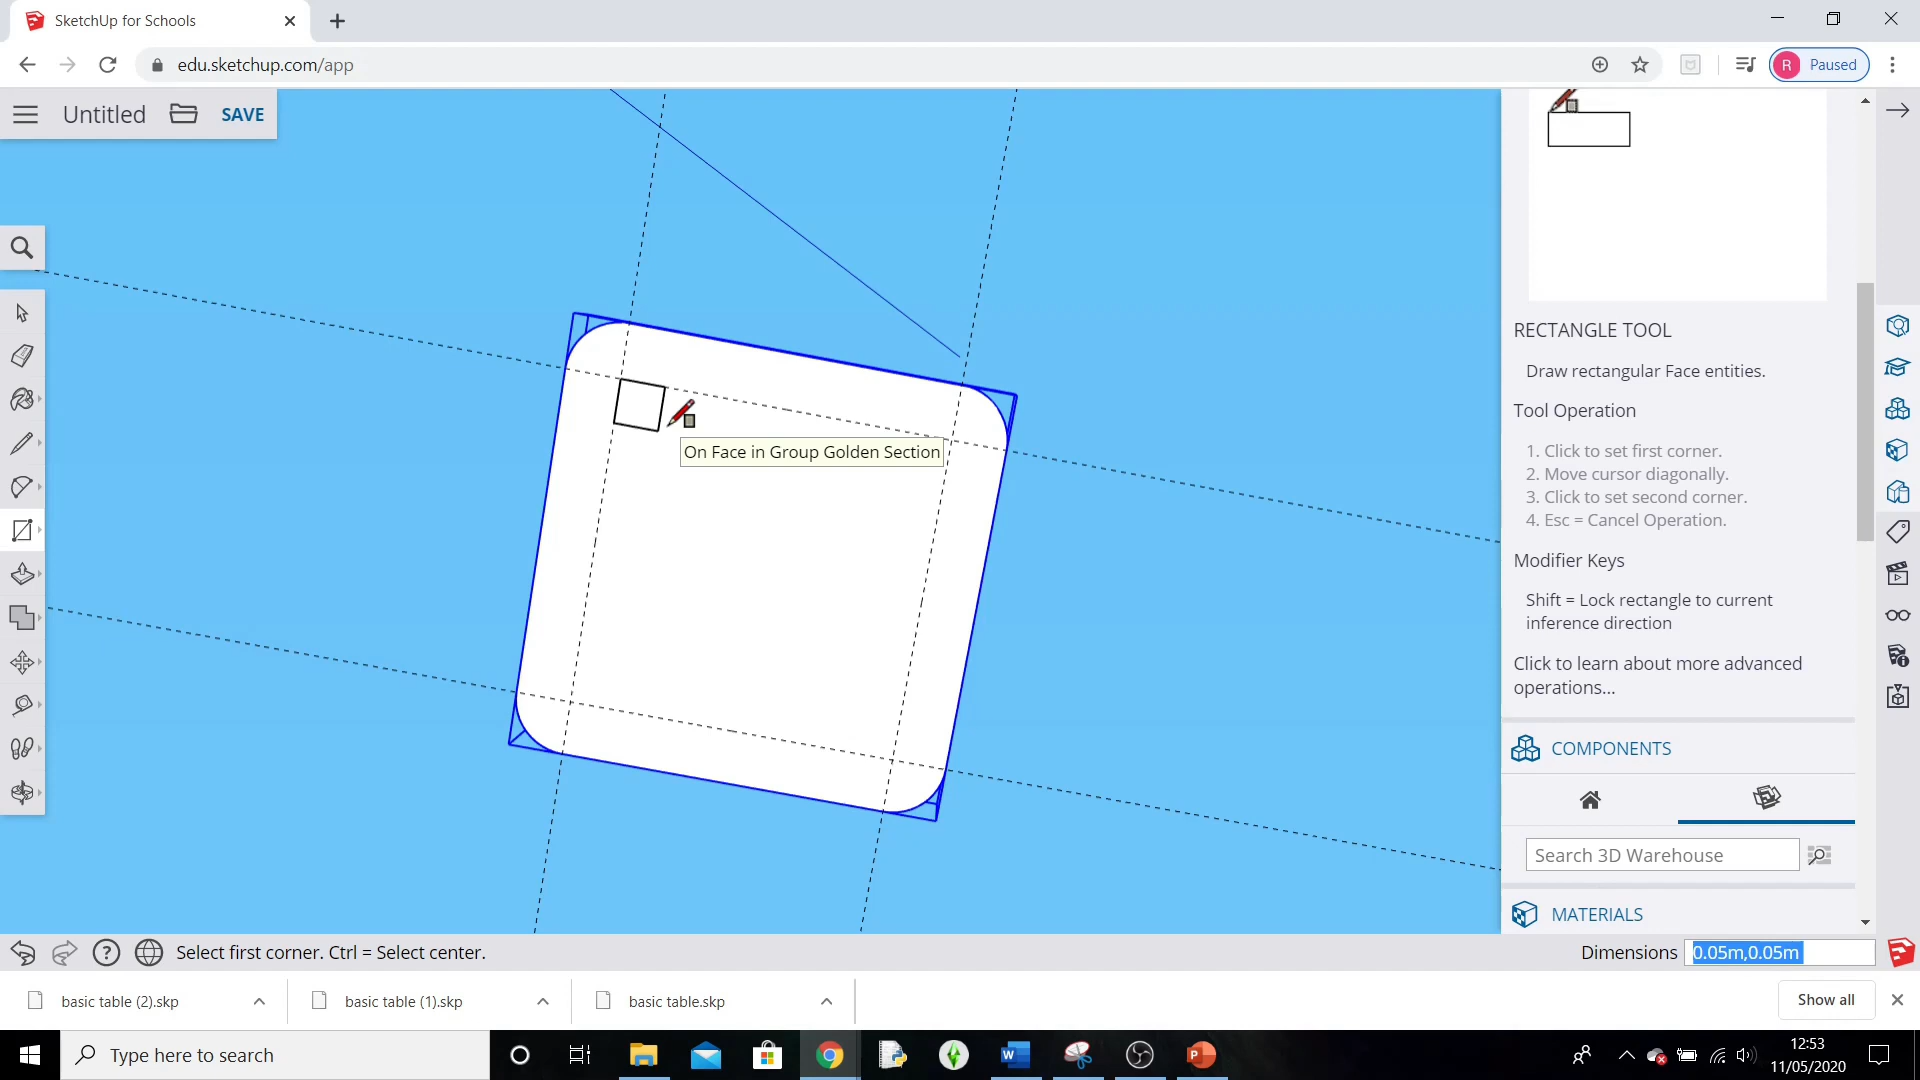 SketchUp for Schools
edu.sketchup.com/app
R Paused
Untitled SAVE
On Face in Group Golden Section
RECTANGLE TOOL
Draw rectangular Face entities.
Tool Operation
1. Click to set first corner.
2. Move cursor diagonally.
3. Click to set second corner.
4. Esc = Cancel Operation.
Modifier Keys
Shift = Lock rectangle to current
inference direction
Click to learn about more advanced
operations...
COMPONENTS
Search 3D Warehouse
MATERIALS
Select first corner. Ctrl = Select center.
Dimensions 0.05m,0.05m
basic table (2).skp
basic table (1).skp
basic table.skp
Show all
Type here to search
12:53
11/05/2020